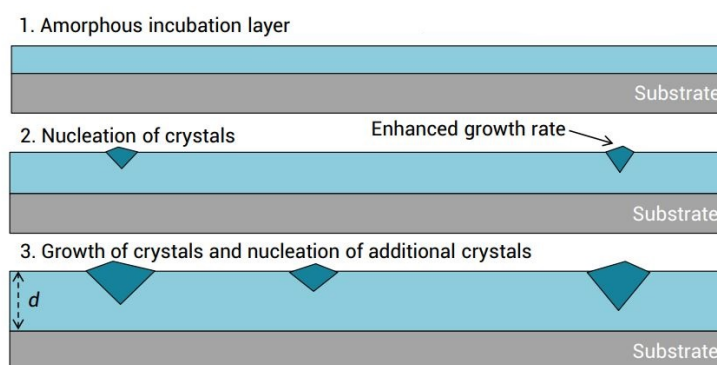 1. Amorphous incubation layer
Substrate
2. Nucleation of crystals
Enhanced growth rate
Substrate
3. Growth of crystals and nucleation of additional crystals
d
Substrate